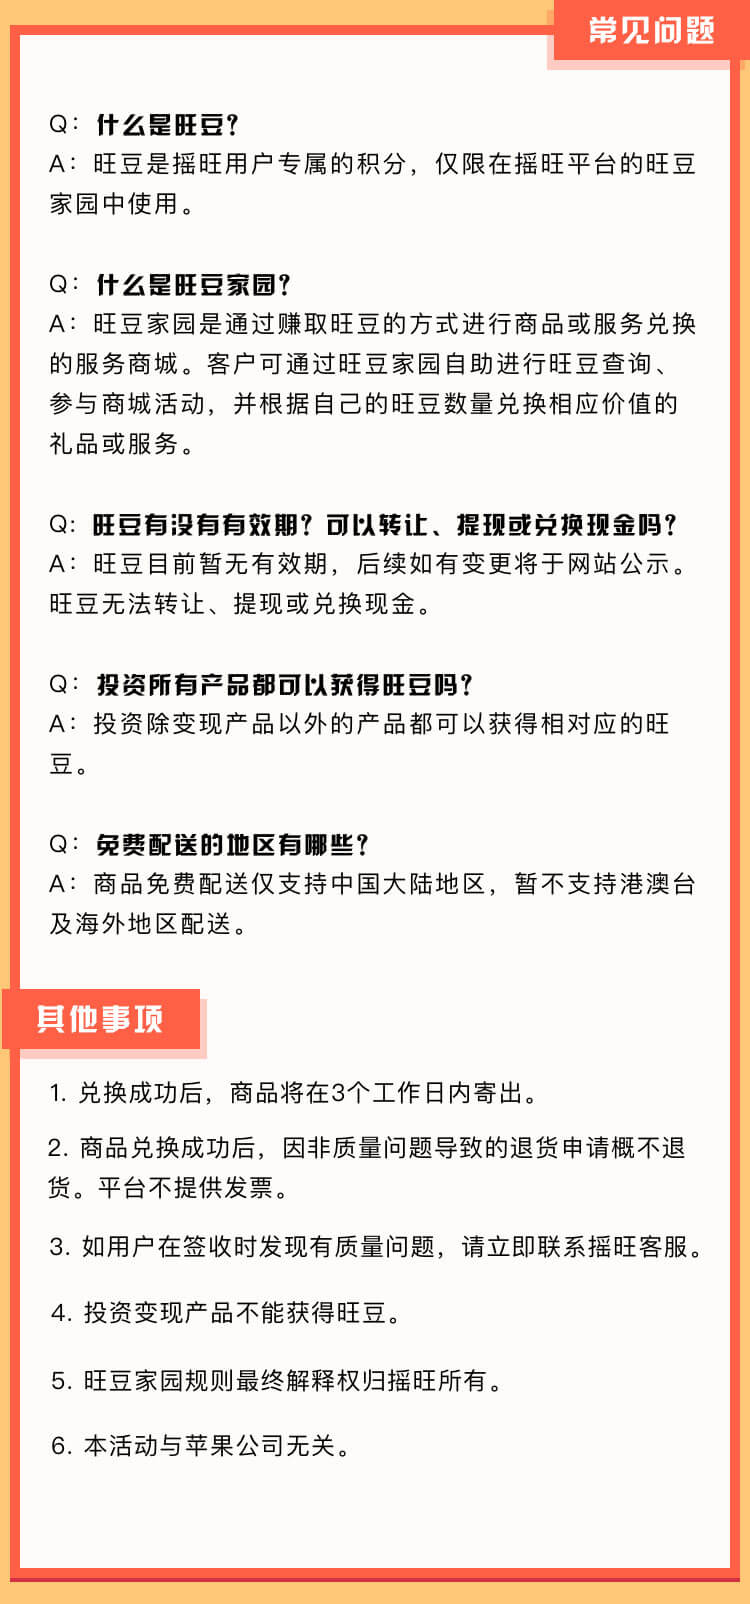 常见问题
Q：什么是旺豆？
A：旺豆是摇旺用户专属的积分，仅限在摇旺平台的旺豆
家园中使用。
Q：什么是旺豆家园？
A：旺豆家园是通过赚取旺豆的方式进行商品或服务兑换
的服务商城。客户可通过旺豆家园自助进行旺豆查询、
参与商城活动，并根据自己的旺豆数量兑换相应价值的
礼品或服务。
Q：旺豆有没有有效期？可以转让、提现或兑换现金吗？
A：旺豆目前暂无有效期，后续如有变更将于网站公示。
旺豆无法转让、提现或兑换现金。
Q：投资所有产品都可以获得旺豆吗？
A：投资除变现产品以外的产品都可以获得相对应的旺
豆。
Q：免费配送的地区有哪些？
A：商品免费配送仅支持中国大陆地区，暂不支持港澳台
及海外地区配送。
其他事项
1. 兑换成功后，商品将在3个工作日内寄出。
2. 商品兑换成功后，因非质量问题导致的退货申请概不退
货。平台不提供发票。
3. 如用户在签收时发现有质量问题，请立即联系摇旺客服。
4. 投资变现产品不能获得旺豆。
5. 旺豆家园规则最终解释权归摇旺所有。
6. 本活动与苹果公司无关。